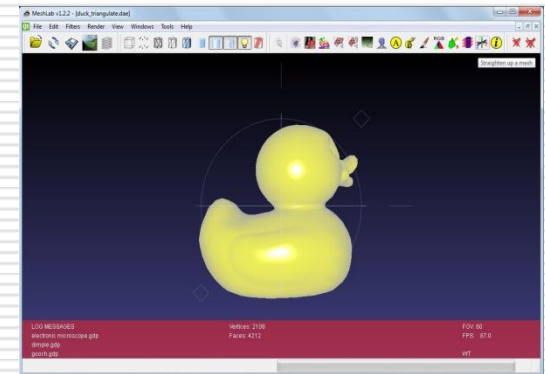 MeshLab v1.2.2 - [duck_triangulate.dae]
File Edit Filters Render View Windows Tools Help
Straighten up a mesh
LOG MESSAGES
electronic microscope.gdp
dimple.gdp
gooch.gdp
Vertices: 2108
Faces: 4212
FOV: 60
FPS: 87.0
WT